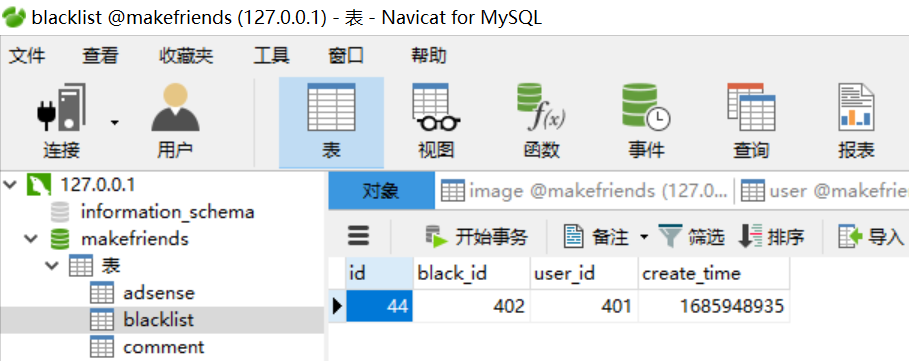 blacklist @makefriends (127.0.0.1) - 表 - Navicat for MySQL
文件 查看 收藏夹 工具 窗口 帮助
连接 用户 表 视图 函数 事件 查询 报表
127.0.0.1
information_schema
makefriends
表
adsense
blacklist
comment
对象 image @makefriends (127.0... user @makefrie
开始事务 备注 筛选 排序 导入
id black_id user_id create_time
44 402 401 1685948935